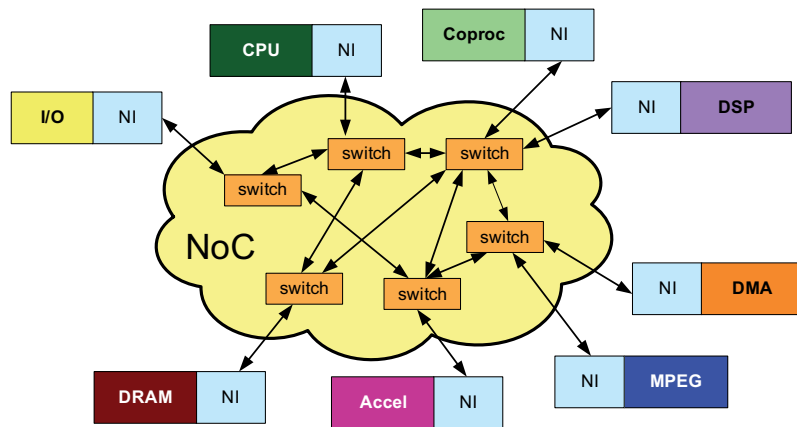 CPU NI
Coproc NI
I/O NI
NI DSP
switch
switch
switch
switch
NoC
switch
switch
NI DMA
DRAM NI
Accel NI
NI MPEG